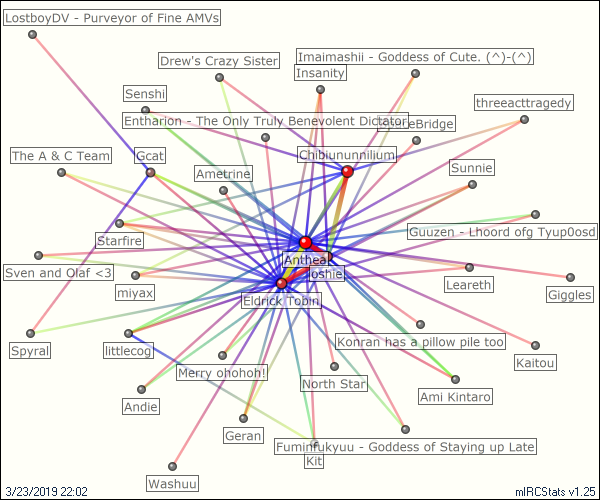 LostboyDV - Purveyor of Fine AMVs
Drew's Crazy Sister
Imaimashii - Goddess of Cute. (^)-(^)
Insanity
Senshi
threeacttragedy
Entharion - The Only Truly Benevolent Dictator
Bridge
The A & C Team
Gcat
Chibiununnilium
Sunnie
Ametrine
Starfire
Guuzen - Lhoord ofg Tyup0osd
Anthea
Sven and Olaf <3
Joshie
miyax
Leareth
Giggles
Eldrick Tobin
Spyral
littlecog
Konran has a pillow pile too
Kaitou
Merry ohohoh!
North Star
Ami Kintaro
Andie
Geran
Fuminfukyuu - Goddess of Staying up Late
Kit
Washuu
3/23/2019 22:02
mIRCStats v1.25